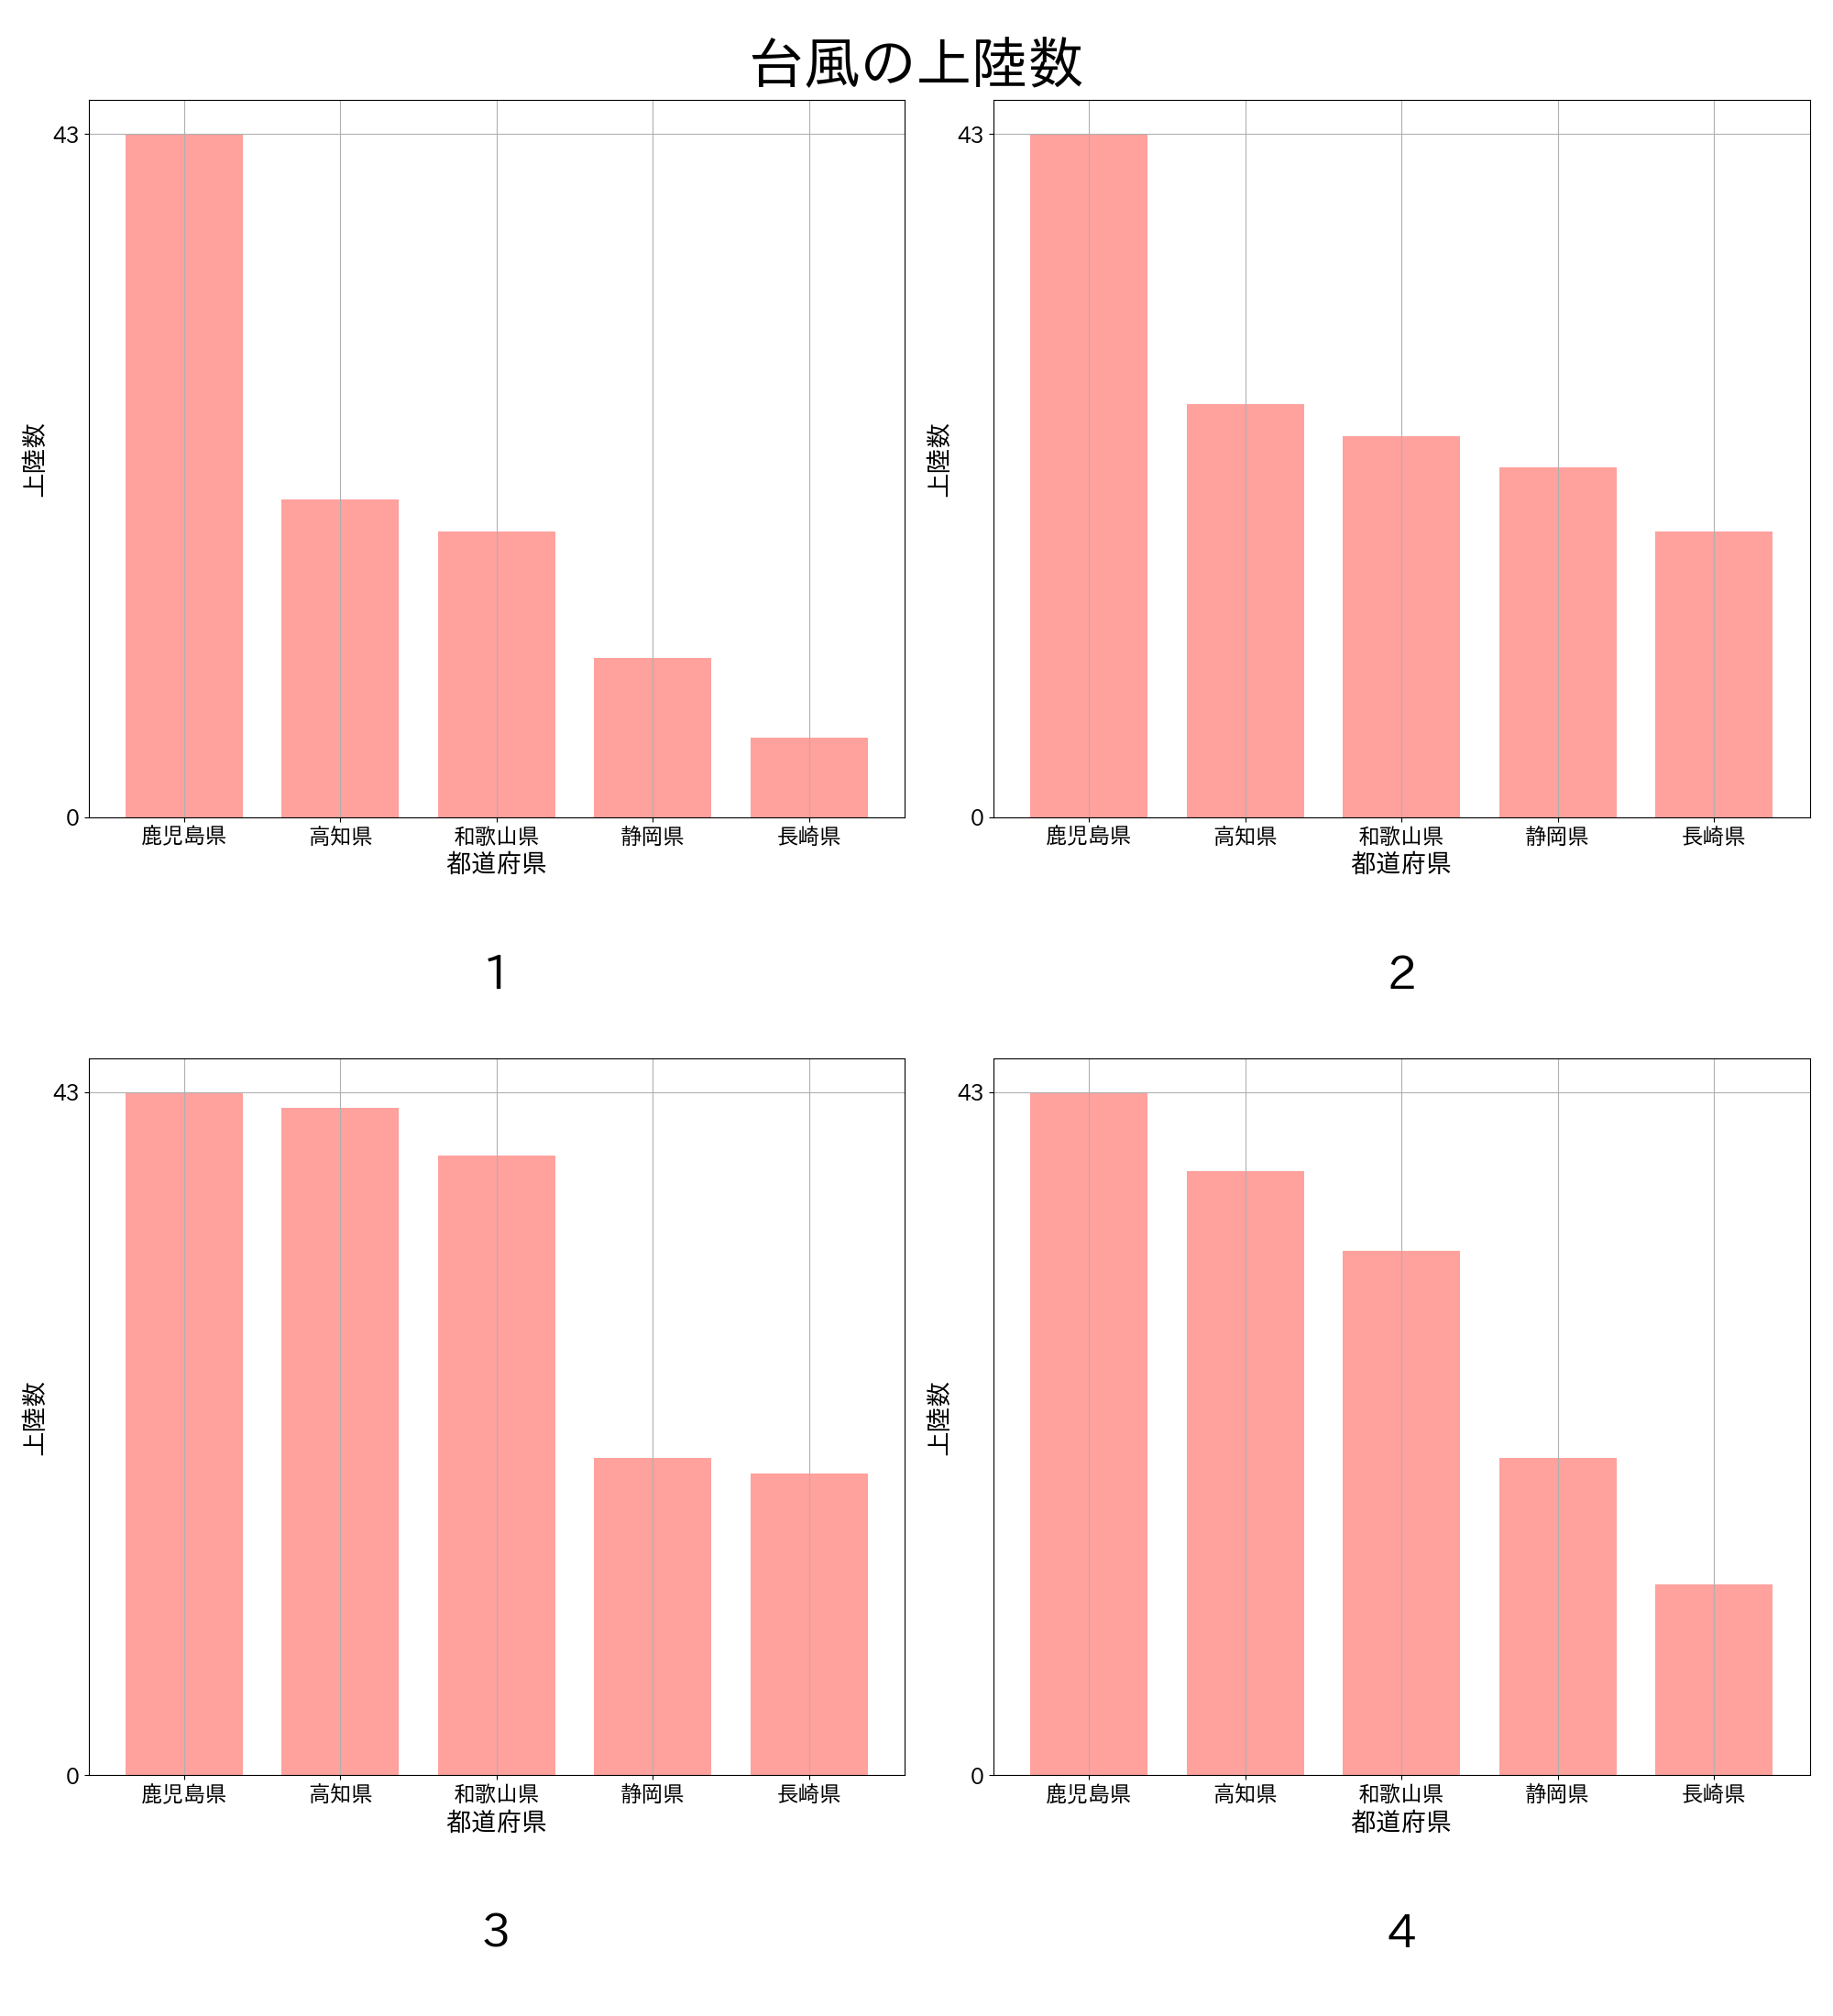 台風の上陸数
43
0
上陸数
鹿児島県 高知県 和歌山県 静岡県 長崎県
都道府県
1
43
0
上陸数
鹿児島県 高知県 和歌山県 静岡県 長崎県
都道府県
2
43
0
上陸数
鹿児島県 高知県 和歌山県 静岡県 長崎県
都道府県
3
43
0
上陸数
鹿児島県 高知県 和歌山県 静岡県 長崎県
都道府県
4